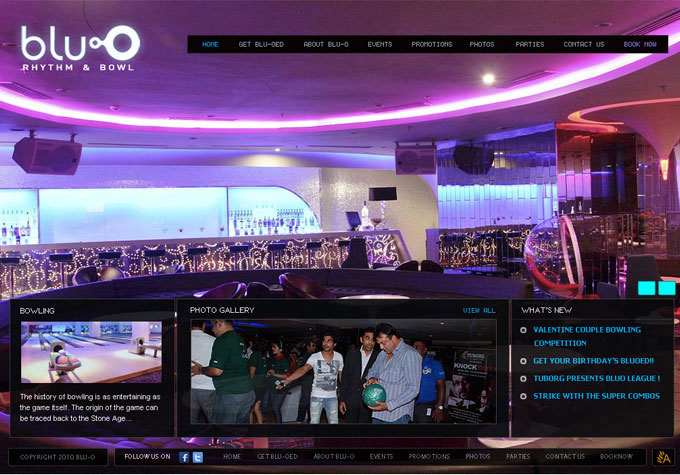 blu-O
RHYTHM & BOWL
HOME GET BLU-OED ABOUT BLU-O EVENTS PROMOTIONS PHOTOS PARTIES CONTACT US BOOK NOW
BOWLING
The history of bowling is as entertaining as
the game itself. The origin of the game can
be traced back to the Stone Age...
PHOTO GALLERY VIEW ALL
TUBORG
KNOCK
WHAT'S NEW
VALENTINE COUPLE BOWLING
COMPETITION
GET YOUR BIRTHDAY'S BLUOED!!
TUBORG PRESENTS BLUO LEAGUE !
STRIKE WITH THE SUPER COMBOS
COPYRIGHT 2010 BLU-O FOLLOW US ON HOME GET BLU-OED ABOUT BLU-O EVENTS PROMOTIONS PHOTOS PARTIES CONTACT US BOOKNOW